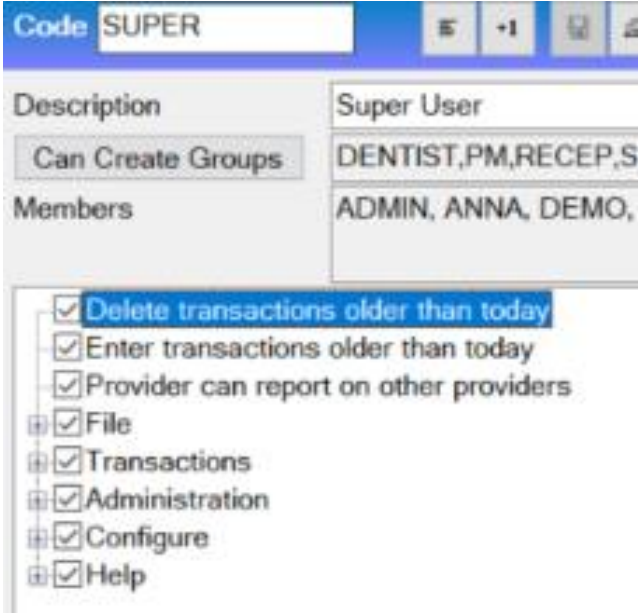 Code SUPER +1
Description Super User
Can Create Groups DENTIST,PM,RECEP,S
Members ADMIN, ANNA, DEMO,
Delete transactions older than today
Enter transactions older than today
Provider can report on other providers
File
Transactions
Administration
Configure
Help